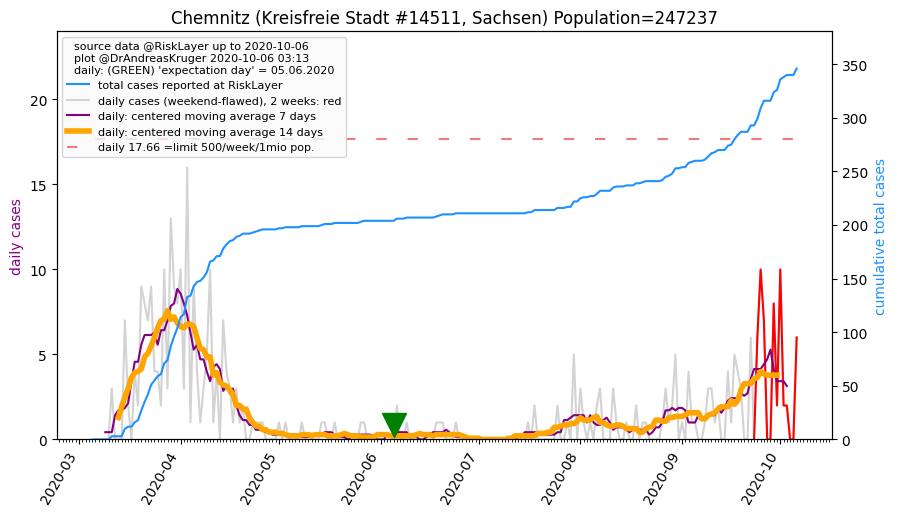 Chemnitz (Kreisfreie Stadt #14511, Sachsen) Population=247237
source data @RiskLayer up to 2020-10-06
plot @DrAndreasKruger 2020-10-06 03:13
daily: (GREEN) 'expectation day' = 05.06.2020
total cases reported at RiskLayer
daily cases (weekend-flawed), 2 weeks: red
daily: centered moving average 7 days
daily: centered moving average 14 days
daily 17.66 =limit 500/week/1mio pop.
daily cases
20
15
10
5
0
cumulative total cases
350
300
250
200
150
100
50
0
2020-03
2020-04
2020-05
2020-06
2020-07
2020-08
2020-09
2020-10